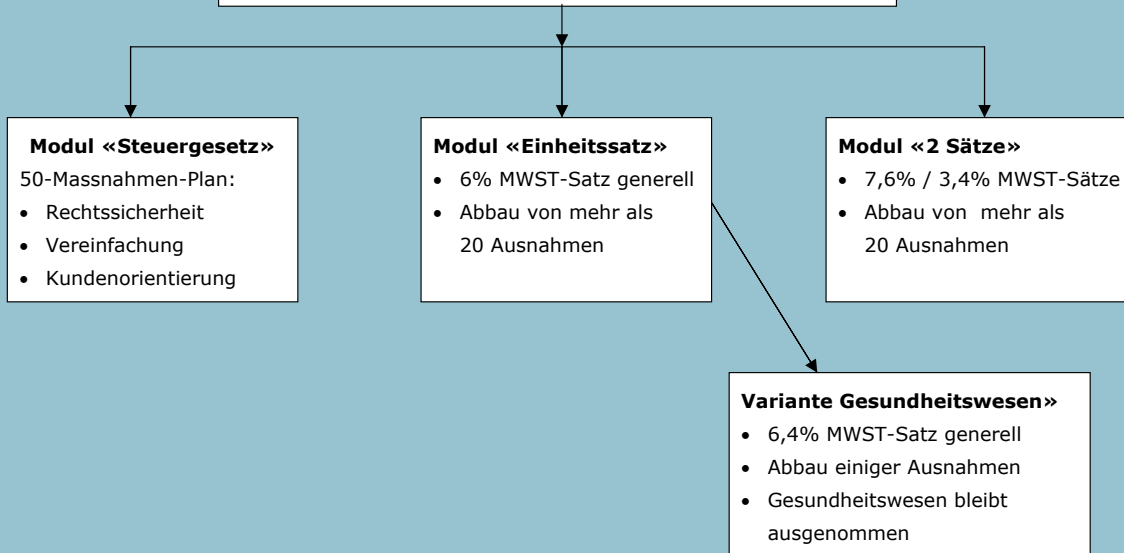 Modul «Steuergesetz»
50-Massnahmen-Plan:
• Rechtssicherheit
• Vereinfachung
• Kundenorientierung
Modul «Einheitssatz»
• 6% MWST-Satz generell
• Abbau von mehr als
20 Ausnahmen
Modul «2 Sätze»
• 7,6% / 3,4% MWST-Sätze
• Abbau von mehr als
20 Ausnahmen
Variante Gesundheitswesen»
• 6,4% MWST-Satz generell
• Abbau einiger Ausnahmen
• Gesundheitswesen bleibt
ausgenommen